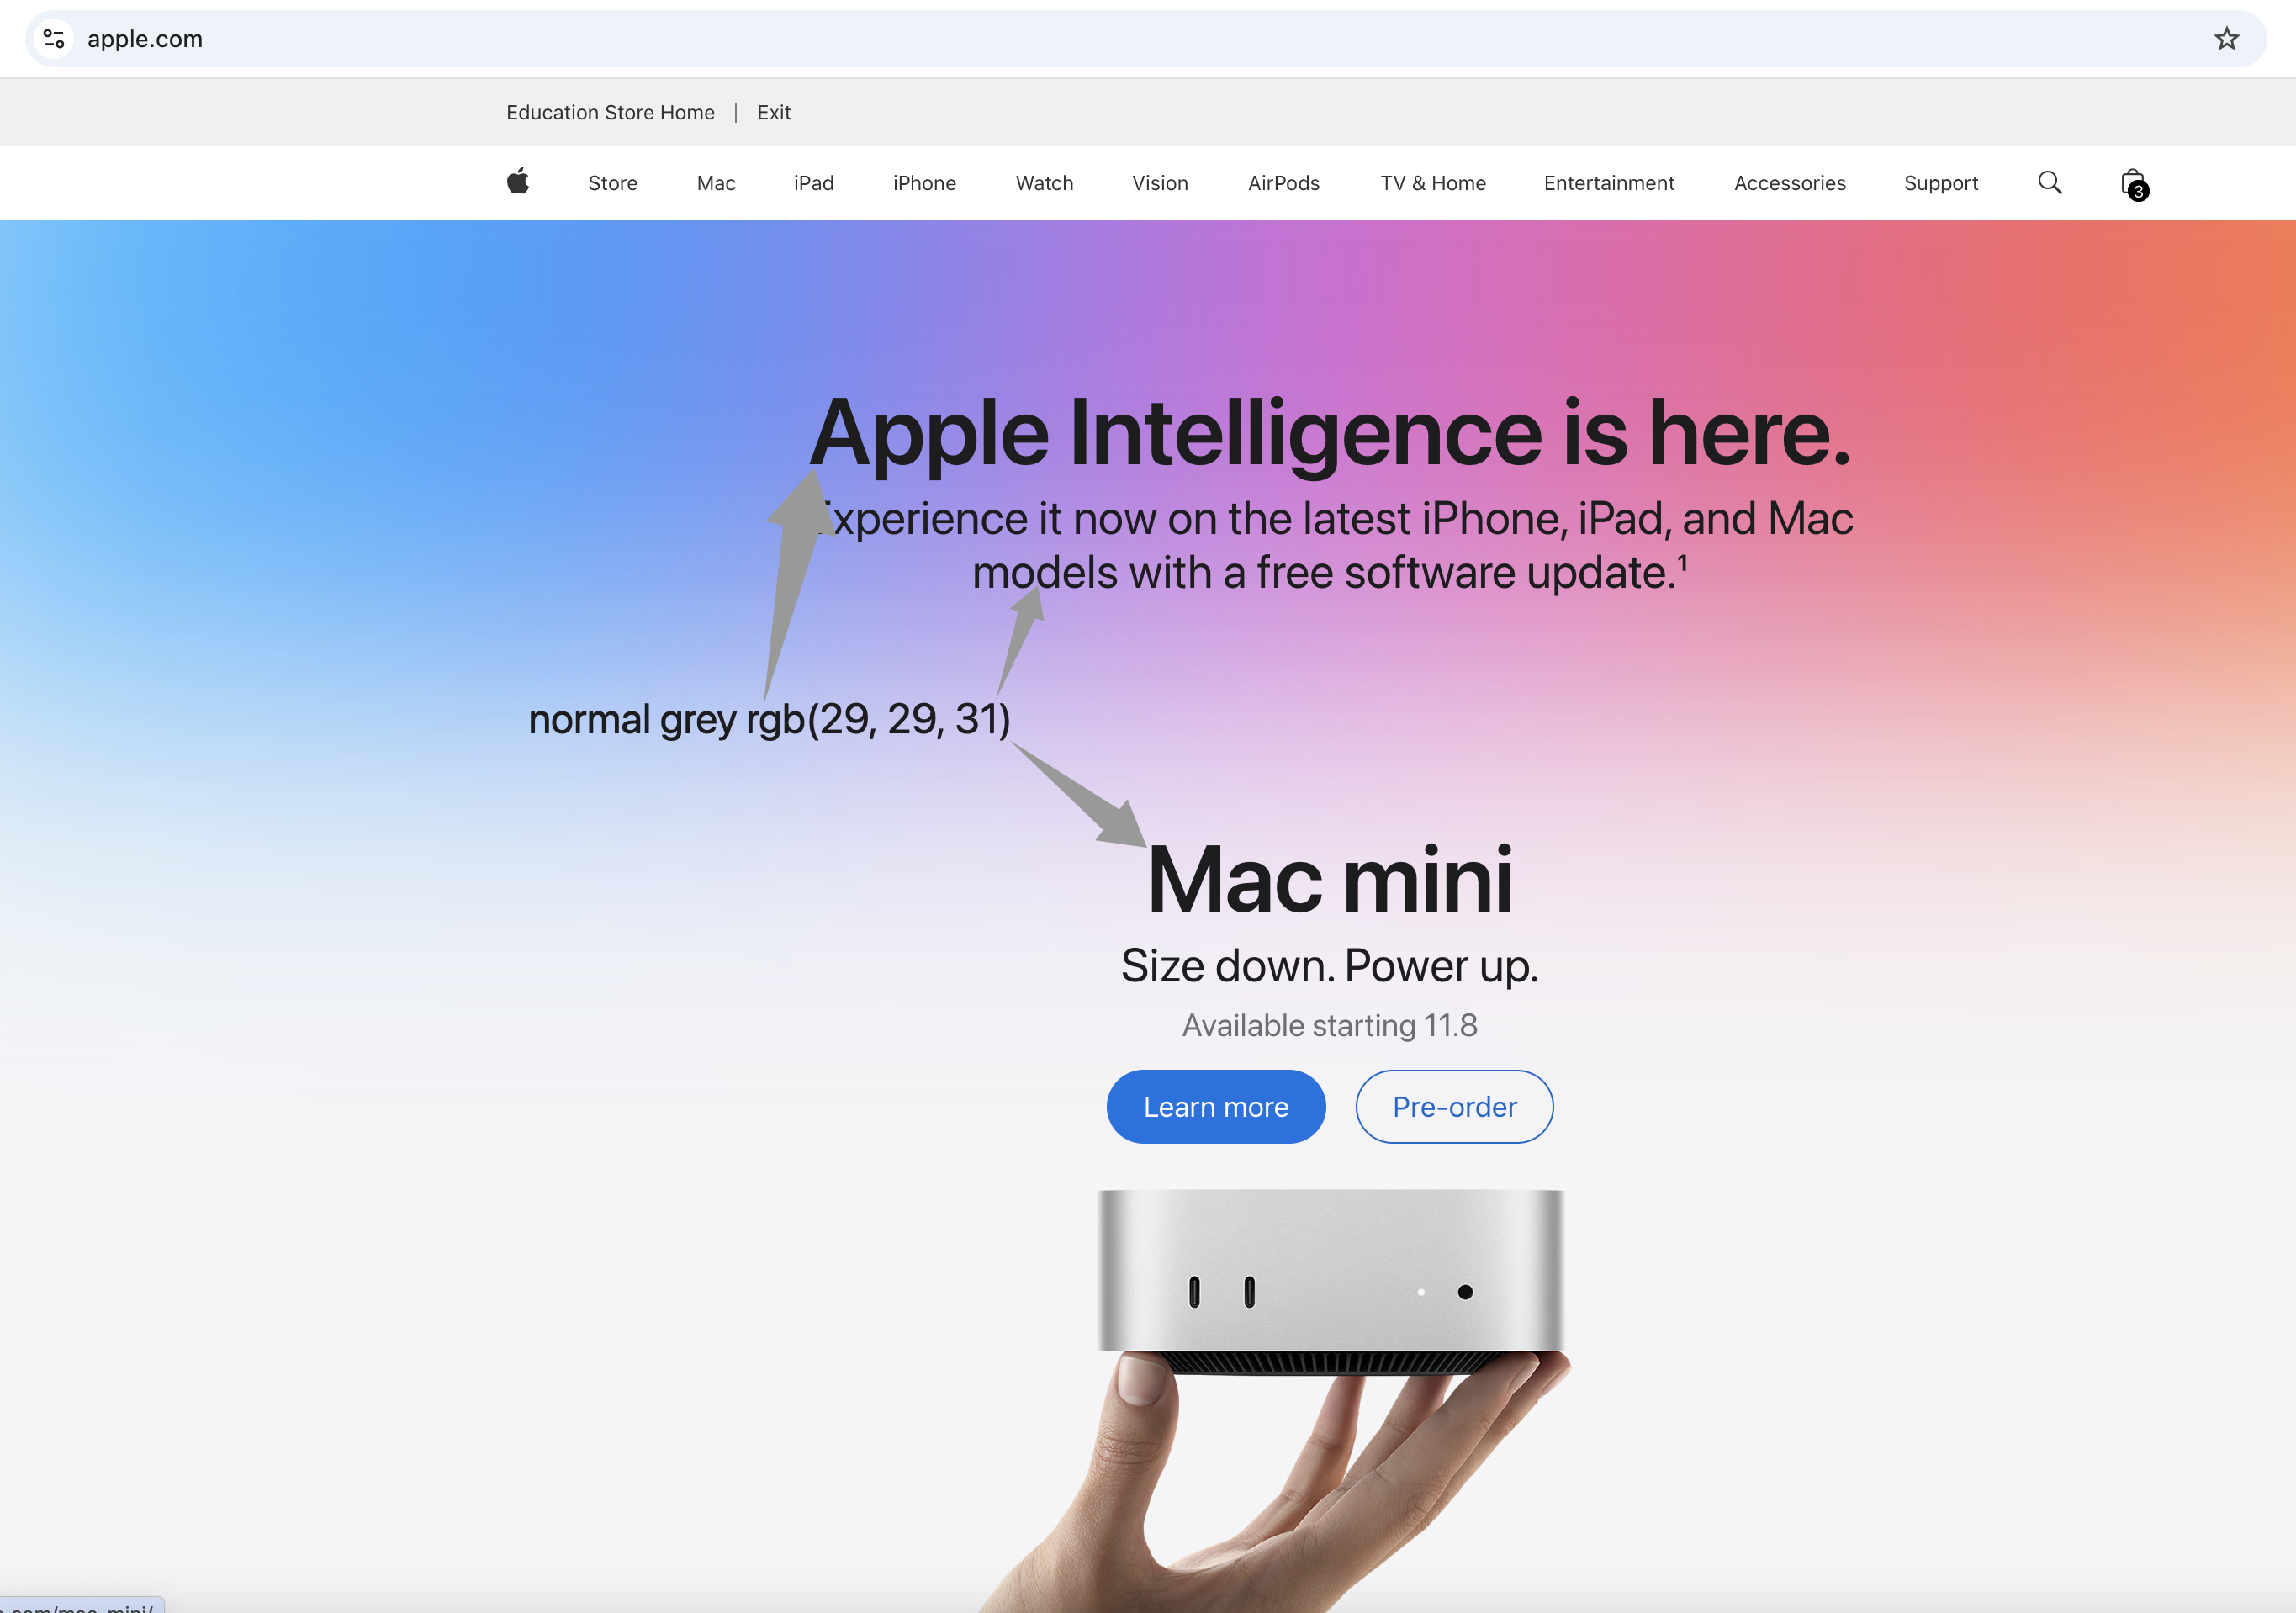 apple.com
Education Store Home | Exit
Store Mac iPad iPhone Watch Vision AirPods TV & Home Entertainment Accessories Support 3
Apple Intelligence is here.
Experience it now on the latest iPhone, iPad, and Mac
models with a free software update.¹
normal grey rgb(29, 29, 31)
Mac mini
Size down. Power up.
Available starting 11.8
Learn more Pre-order
.com/mac-mini/